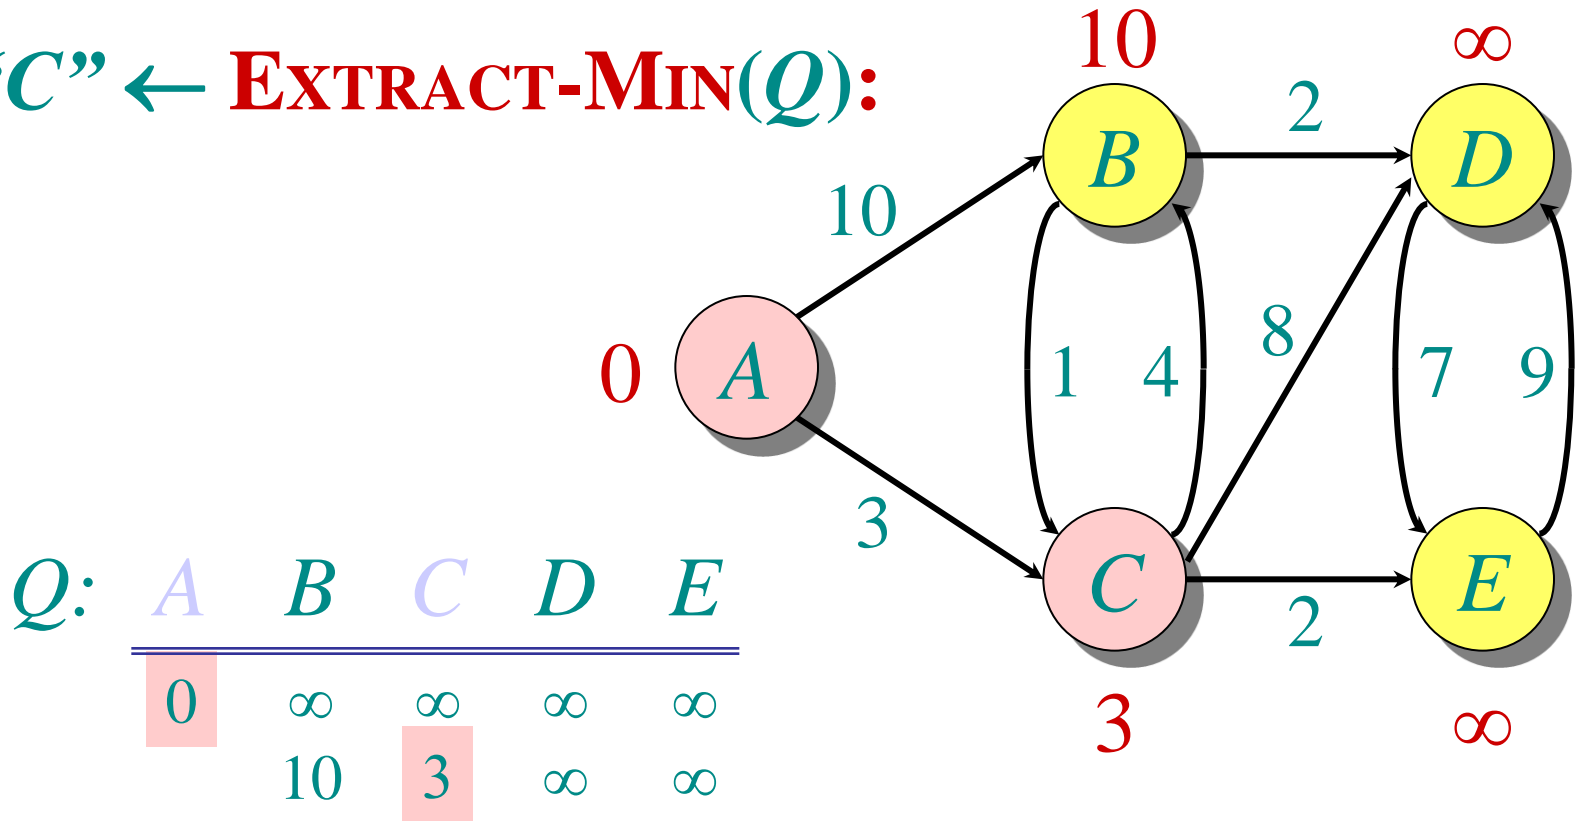 “C” ← EXTRACT-MIN(Q):
10
∞
2
B
D
10
8
0
A
1
4
7
9
3
C
E
2
3
∞
Q: A B C D E
0 ∞ ∞ ∞ ∞
10 3 ∞ ∞